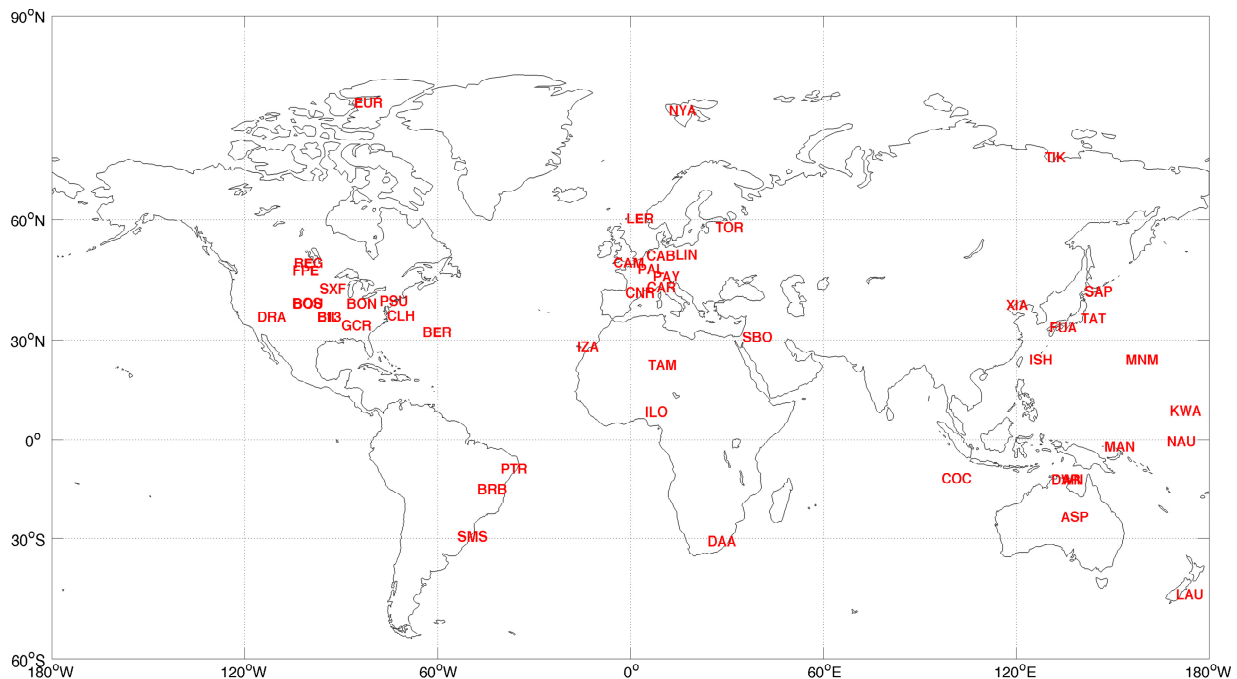 90°N
EUR
NYA
TIK
60°N
LER
TOR
REG
FPE
CAM
CAB
LIN
PAL
PAY
SXF
CNR
CAR
SAP
BON
PSU
XIA
DRA
GCR
CLH
TAT
FUA
BER
SBO
30°N
IZA
TAM
ISH
MNM
ILO
KWA
0°
NAU
MAN
PTR
COC
DAR
BRB
ASP
30°S
SMS
DAA
LAU
60°S
180°W
120°W
60°W
0°
60°E
120°E
180°W